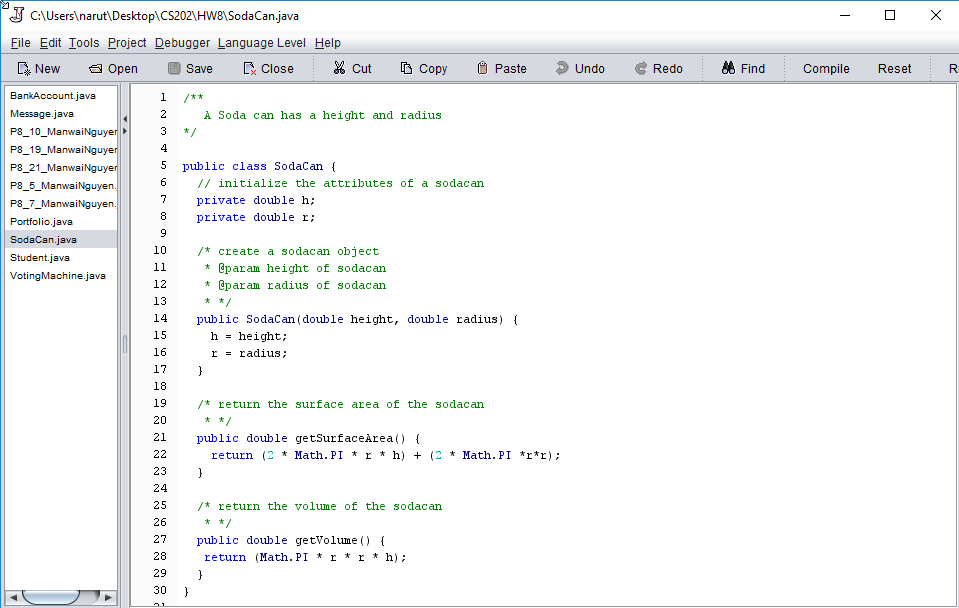 C:\Users\narut\Desktop\CS202\HW8\SodaCan.java
File Edit Tools Project Debugger Language Level Help
New Open Save Close Cut Copy Paste Undo Redo Find Compile Reset R
BankAccount.java
Message.java
P8_10_ManwaiNguyen
P8_19_ManwaiNguyen
P8_21_ManwaiNguyen
P8_5_ManwaiNguyen.
P8_7_ManwaiNguyen.
Portfolio.java
SodaCan.java
Student.java
VotingMachine.java
1 /**
2 A Soda can has a height and radius
3 */
4
5 public class SodaCan {
6 // initialize the attributes of a sodacan
7 private double h;
8 private double r;
9
10 /* create a sodacan object
11 * @param height of sodacan
12 * @param radius of sodacan
13 * */
14 public SodaCan(double height, double radius) {
15 h = height;
16 r = radius;
17 }
18
19 /* return the surface area of the sodacan
20 * */
21 public double getSurfaceArea() {
22 return (2 * Math.PI * r * h) + (2 * Math.PI *r*r);
23 }
24
25 /* return the volume of the sodacan
26 * */
27 public double getVolume() {
28 return (Math.PI * r * r * h);
29 }
30 }